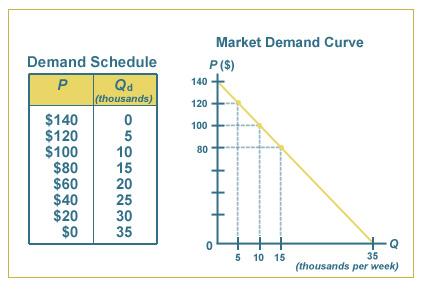 Demand Schedule
P Qd
(thousands)
$140 0
$120 5
$100 10
$80 15
$60 20
$40 25
$20 30
$0 35
Market Demand Curve
P ($)
140
120
100
80
0
5 10 15 35
Q
(thousands per week)